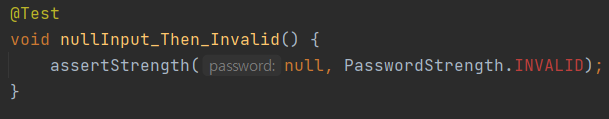 @Test
void nullInput_Then_Invalid() {
assertStrength( password: null, PasswordStrength.INVALID);
}